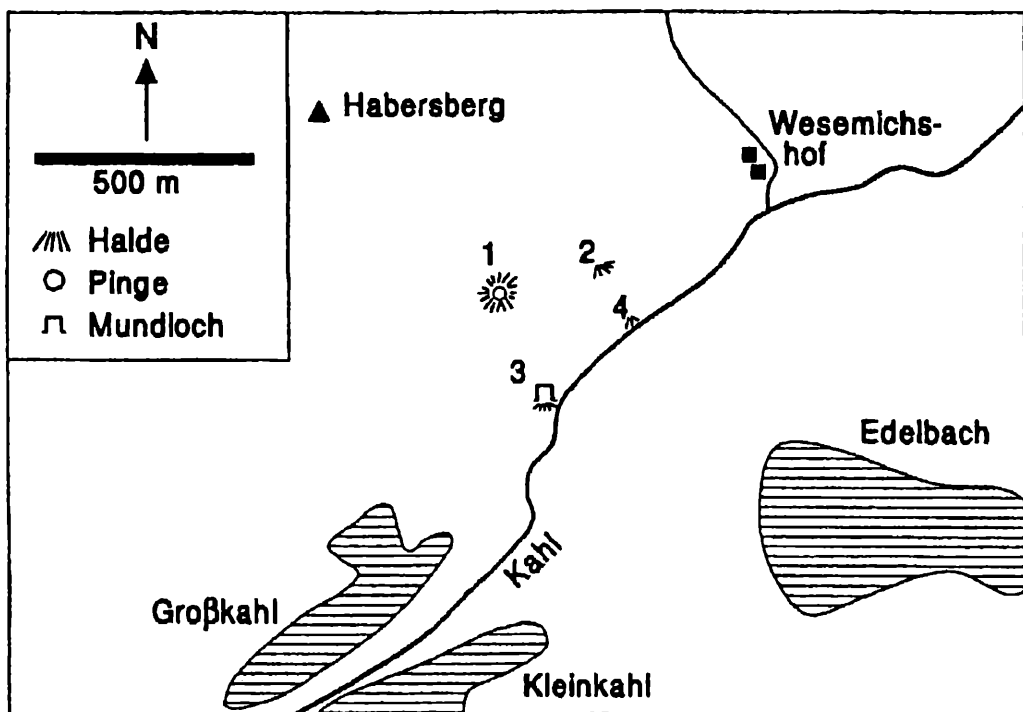 N
500 m
Halde
Pinge
Mundloch
Habersberg
Wesemichs-
hof
1
2
4
3
Edelbach
Kahl
Großkahl
Kleinkahl